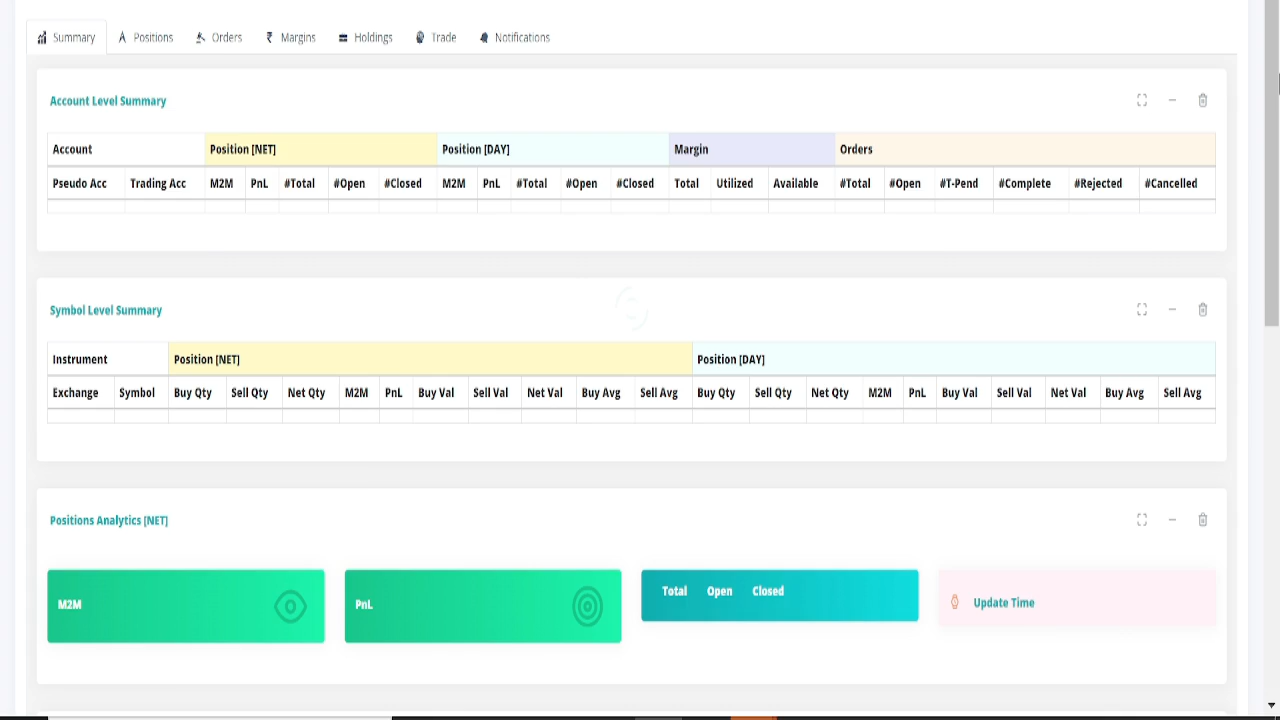 Summary Positions Orders Margins Holdings Trade Notifications
Account Level Summary
Account Position [NET] Position [DAY] Margin Orders
Pseudo Acc Trading Acc M2M PnL #Total #Open #Closed M2M PnL #Total #Open #Closed Total Utilized Available #Total #Open #T-Pend #Complete #Rejected #Cancelled
Symbol Level Summary
Instrument Position [NET] Position [DAY]
Exchange Symbol Buy Qty Sell Qty Net Qty M2M PnL Buy Val Sell Val Net Val Buy Avg Sell Avg Buy Qty Sell Qty Net Qty M2M PnL Buy Val Sell Val Net Val Buy Avg Sell Avg
Positions Analytics [NET]
M2M PnL Total Open Closed Update Time